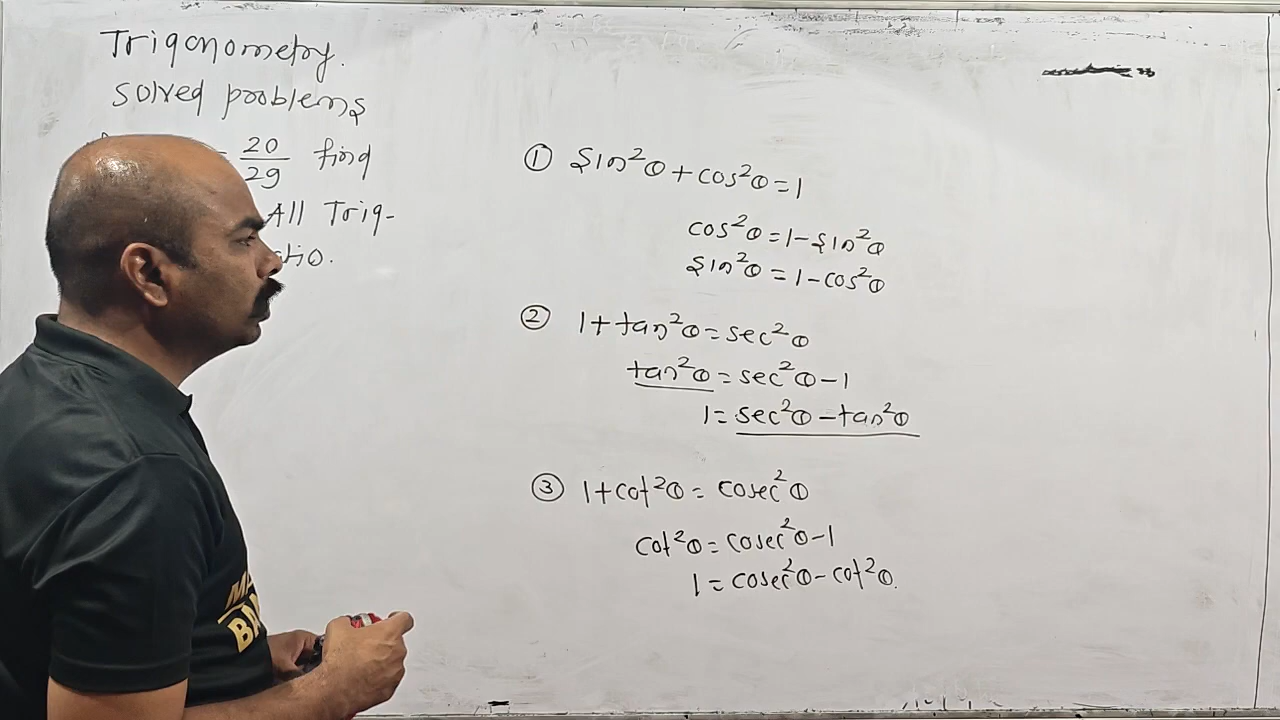 Trigonometry.
solved problems
= 20/29 find
All Trig-
① Sin²θ + cos²θ = 1
cos²θ = 1 - Sin²θ
Sin²θ = 1 - cos²θ
② 1 + tan²θ = sec²θ
tan²θ = sec²θ - 1
1 = sec²θ - tan²θ
③ 1 + cot²θ = cosec²θ
cot²θ = cosec²θ - 1
1 = cosec²θ - cot²θ.